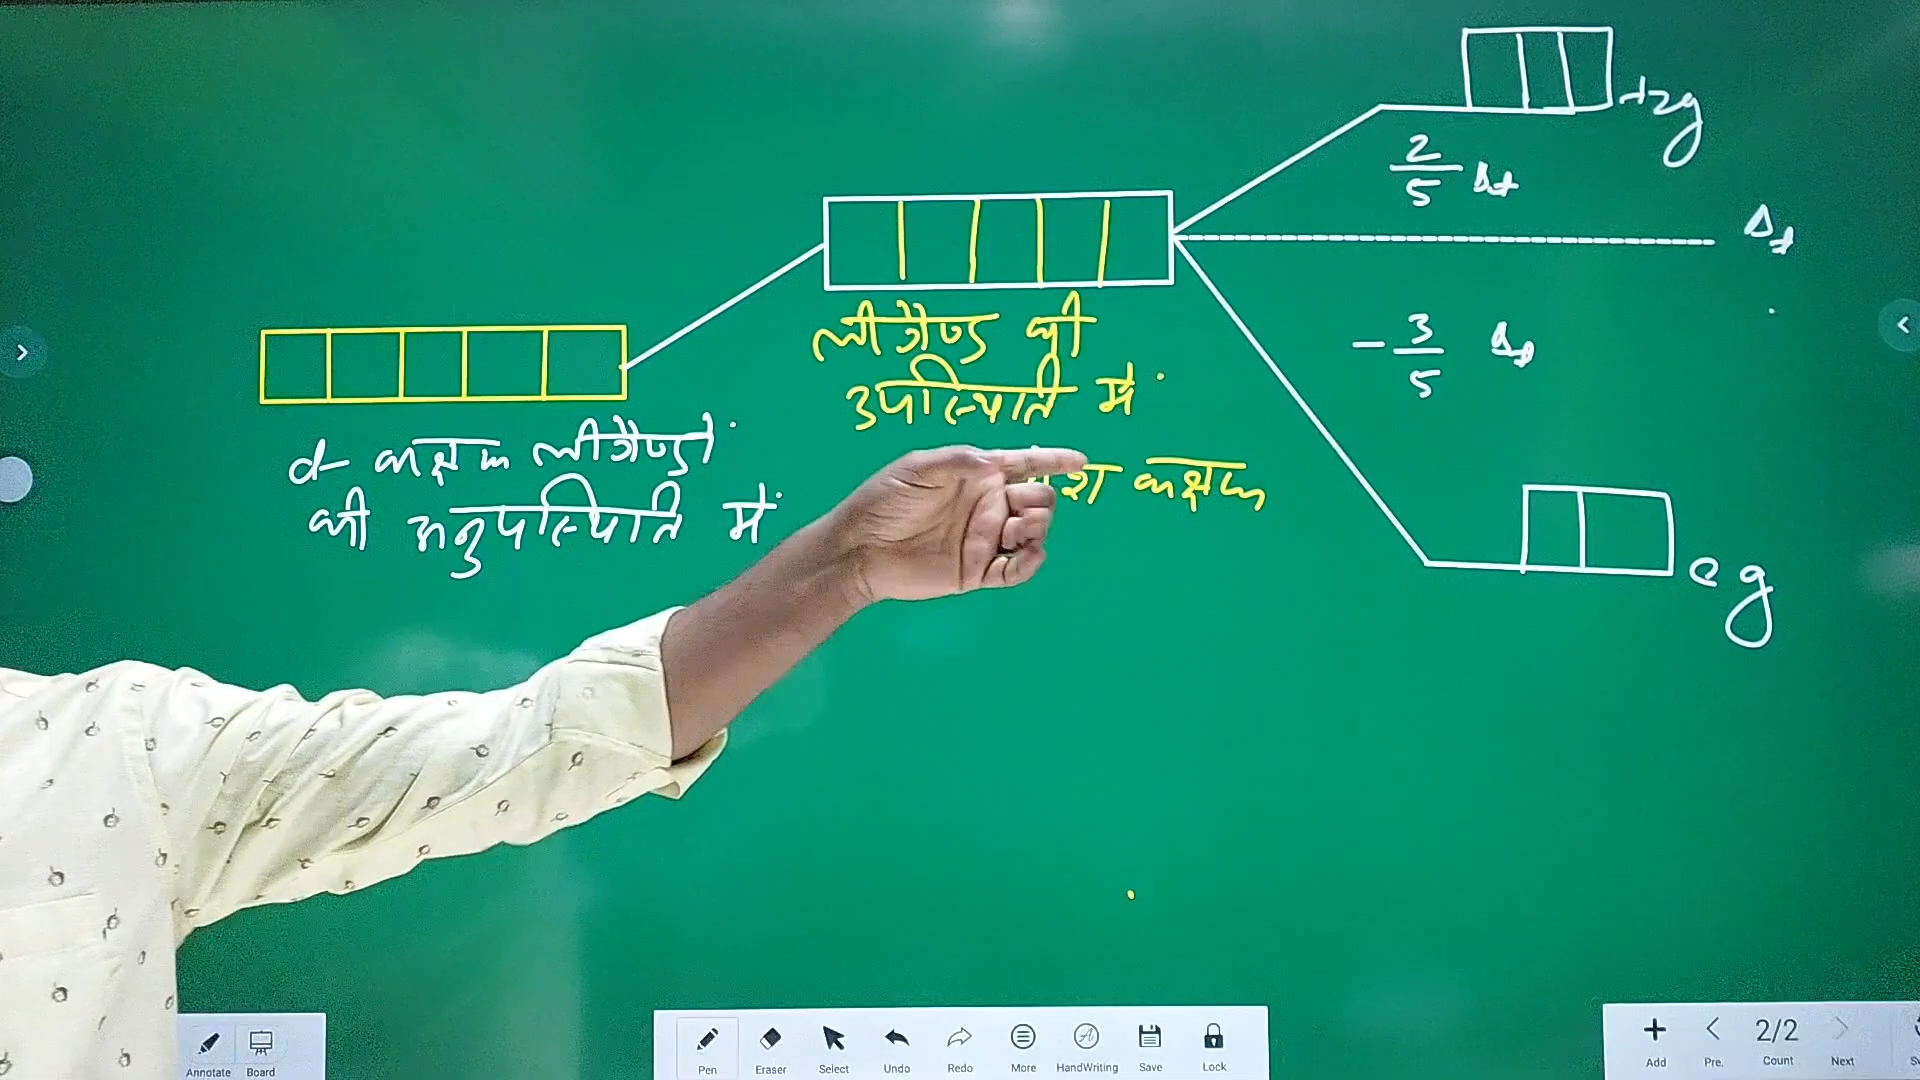 t2g
2/5 Δt
Δt
-3/5 Δt
लीगैण्ड की
उपस्थिति में
d- कक्षक लीगैण्डों
की अनुपस्थिति में
कक्षक
eg
Annotate
Board
Pen
Eraser
Select
Undo
Redo
More
HandWriting
Save
Lock
Add
Pre.
2/2
Count
Next